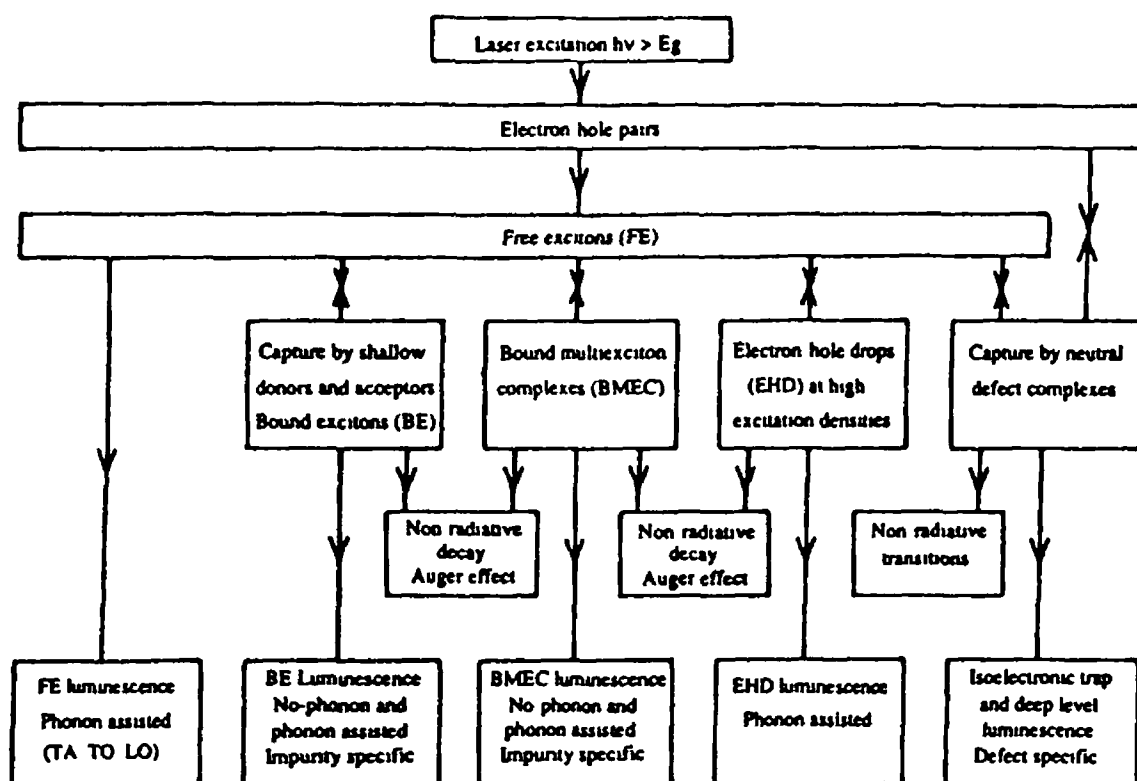 Laser excitation hν > Eg
Electron hole pairs
Free excitons (FE)
Capture by shallow
donors and acceptors
Bound excitons (BE)
Bound multiexciton
complexes (BMEC)
Electron hole drops
(EHD) at high
excitation densities
Capture by neutral
defect complexes
Non radiative
decay
Auger effect
Non radiative
decay
Auger effect
Non radiative
transitions
FE luminescence
Phonon assisted
(TA TO LO)
BE Luminescence
No-phonon and
phonon assisted
Impurity specific
BMEC luminescence
No phonon and
phonon assisted
Impurity specific
EHD luminescence
Phonon assisted
Isoelectronic trap
and deep level
luminescence
Defect specific